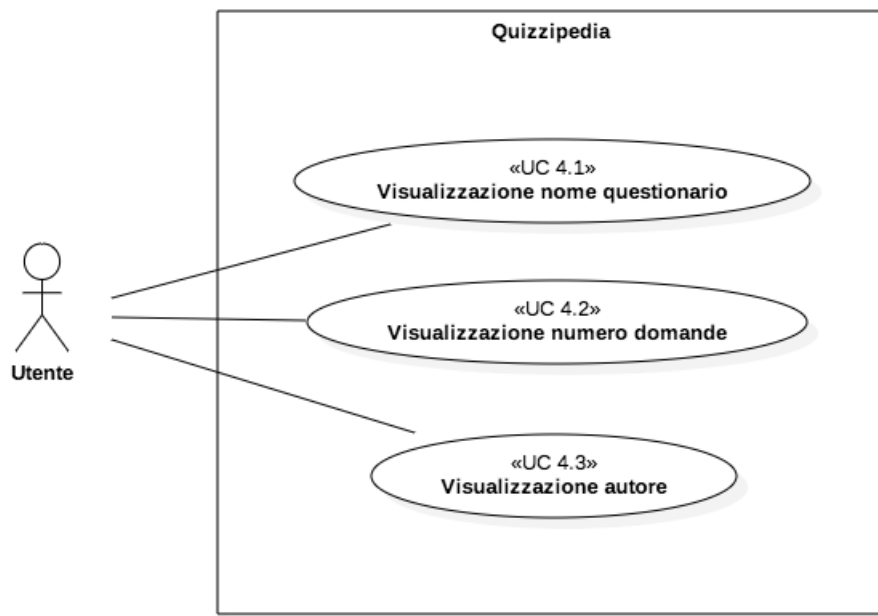 Quizzipedia
«UC 4.1»
Visualizzazione nome questionario
«UC 4.2»
Visualizzazione numero domande
Utente
«UC 4.3»
Visualizzazione autore